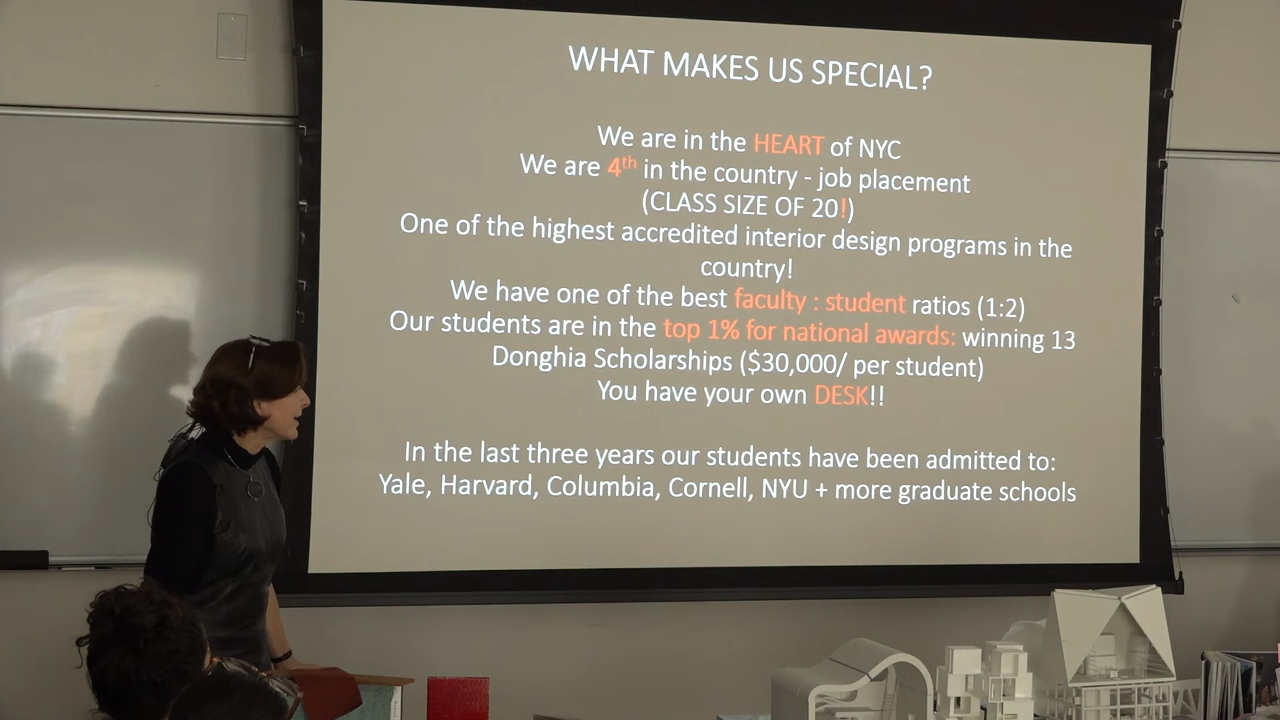 WHAT MAKES US SPECIAL?
We are in the HEART of NYC
We are 4th in the country - job placement
(CLASS SIZE OF 20!)
One of the highest accredited interior design programs in the
country!
We have one of the best faculty : student ratios (1:2)
Our students are in the top 1% for national awards: winning 13
Donghia Scholarships ($30,000/ per student)
You have your own DESK!!
In the last three years our students have been admitted to:
Yale, Harvard, Columbia, Cornell, NYU + more graduate schools